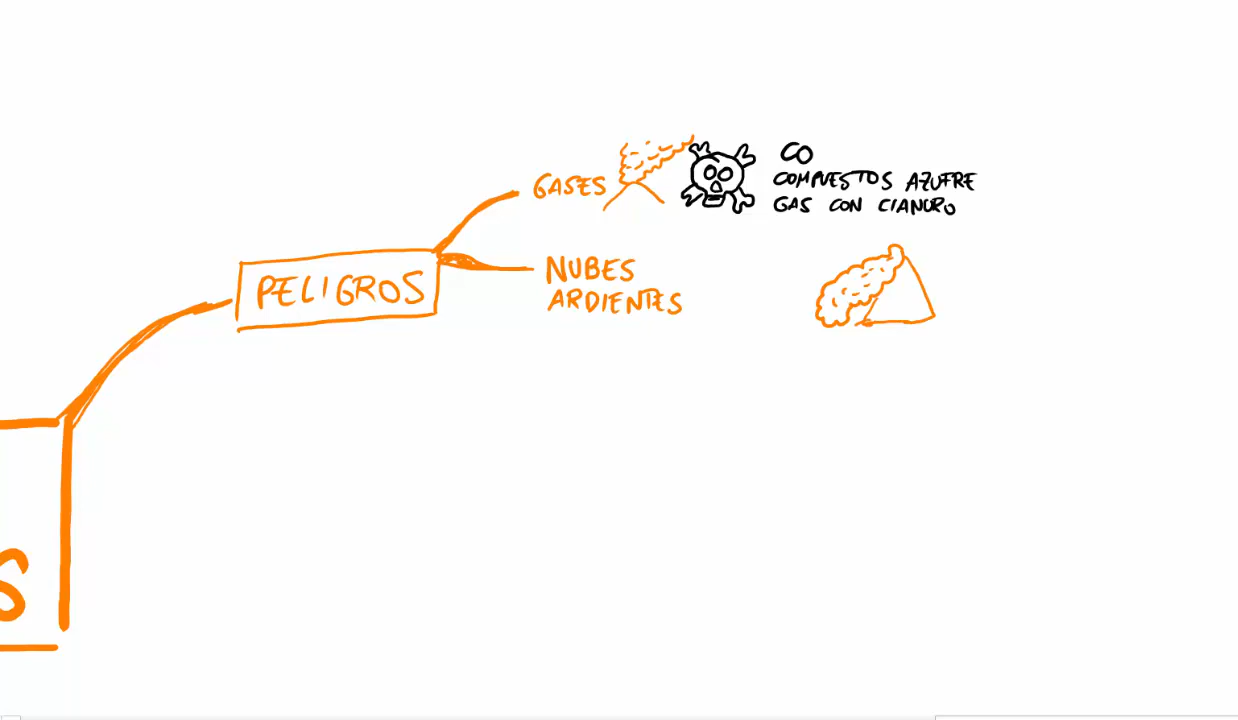 CO
GASES
COMPUESTOS AZUFRE
GAS CON CIANURO
NUBES
ARDIENTES
PELIGROS
S